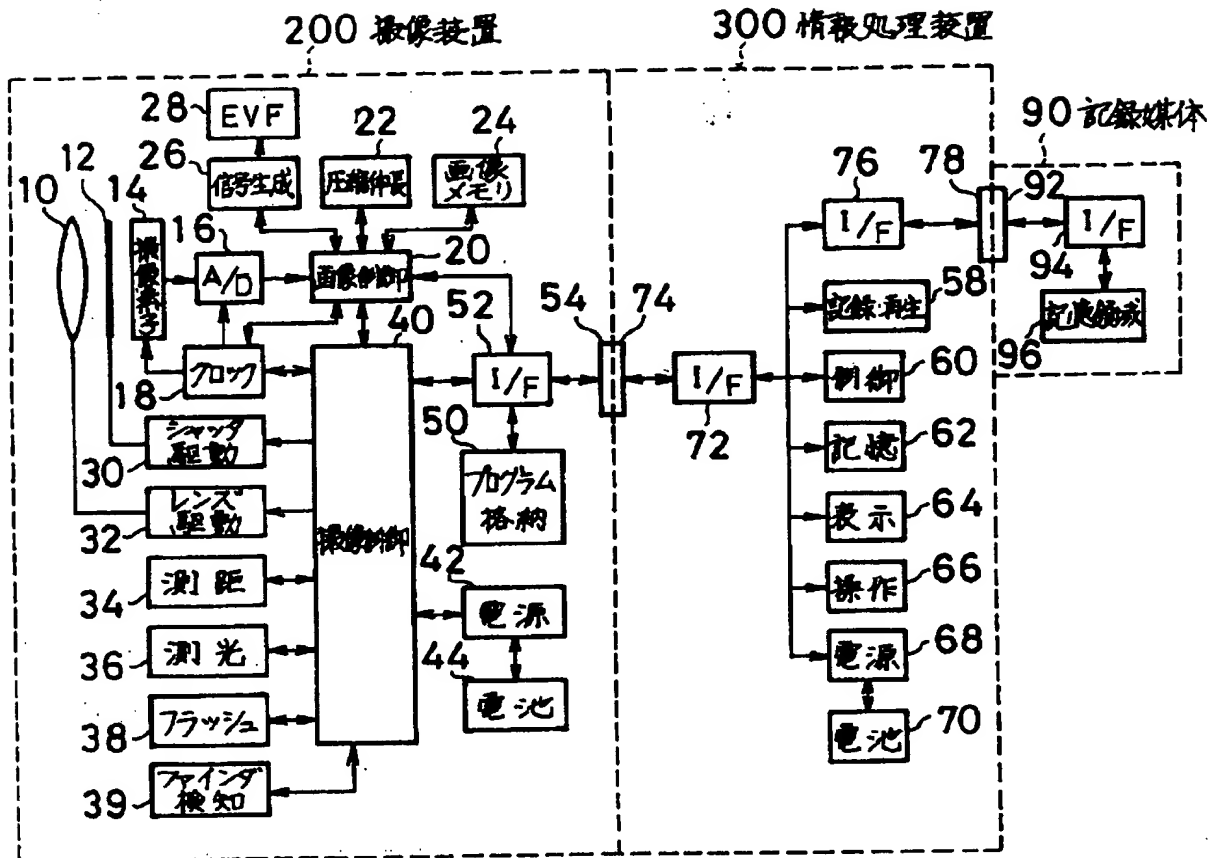 200 撮像装置
300 情報処理装置
90 記録媒体
28 EVF
26 信号生成
22 圧縮伸長
24 画像
メモリ
10
12
14 撮像素子
16 A/D
20 画像制御
18 クロック
40 撮像制御
30 シャッタ
駆動
32 レンズ
駆動
34 測距
36 測光
38 フラッシュ
39 ファインダ
検知
52 I/F
50 プログラム
格納
42 電源
44 電池
54
74
72 I/F
76 I/F
78
92
94 I/F
96 記憶領域
58 記録・再生
60 制御
62 記憶
64 表示
66 操作
68 電源
70 電池